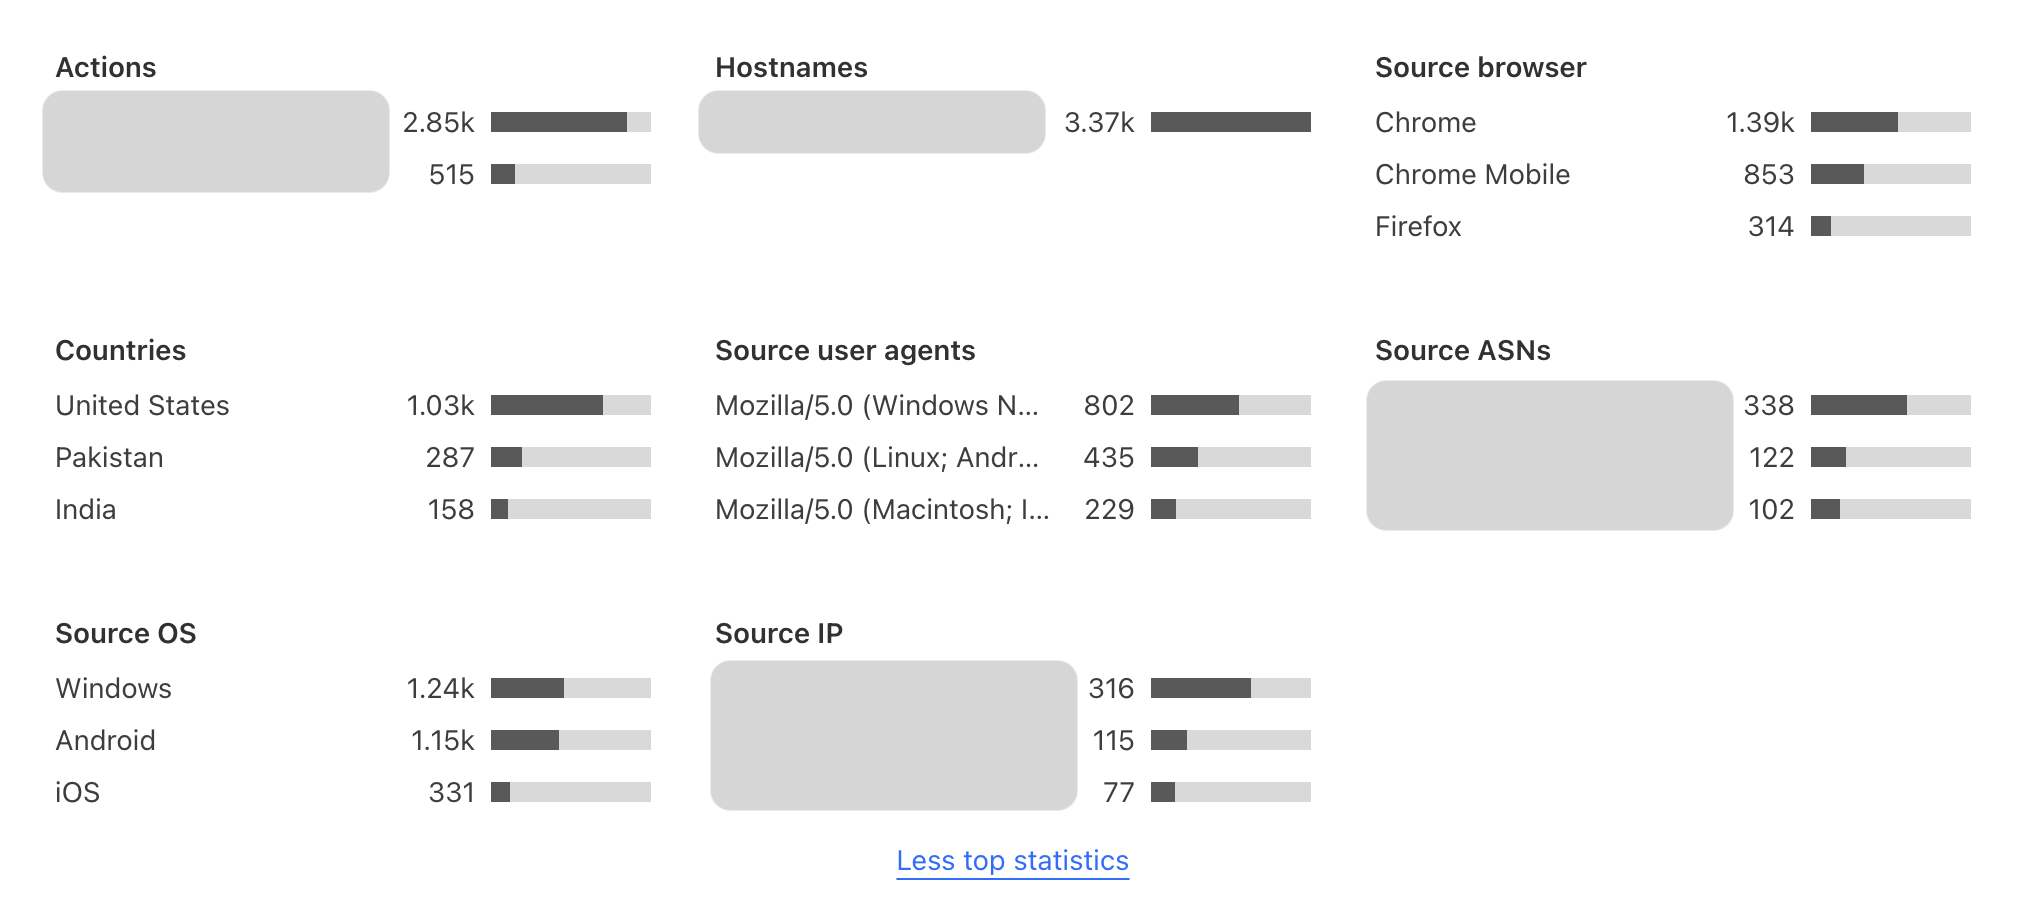 Actions
2.85k
515
Hostnames
3.37k
Source browser
Chrome 1.39k
Chrome Mobile 853
Firefox 314
Countries
United States 1.03k
Pakistan 287
India 158
Source user agents
Mozilla/5.0 (Windows N... 802
Mozilla/5.0 (Linux; Andr... 435
Mozilla/5.0 (Macintosh; I... 229
Source ASNs
338
122
102
Source OS
Windows 1.24k
Android 1.15k
iOS 331
Source IP
316
115
77
Less top statistics